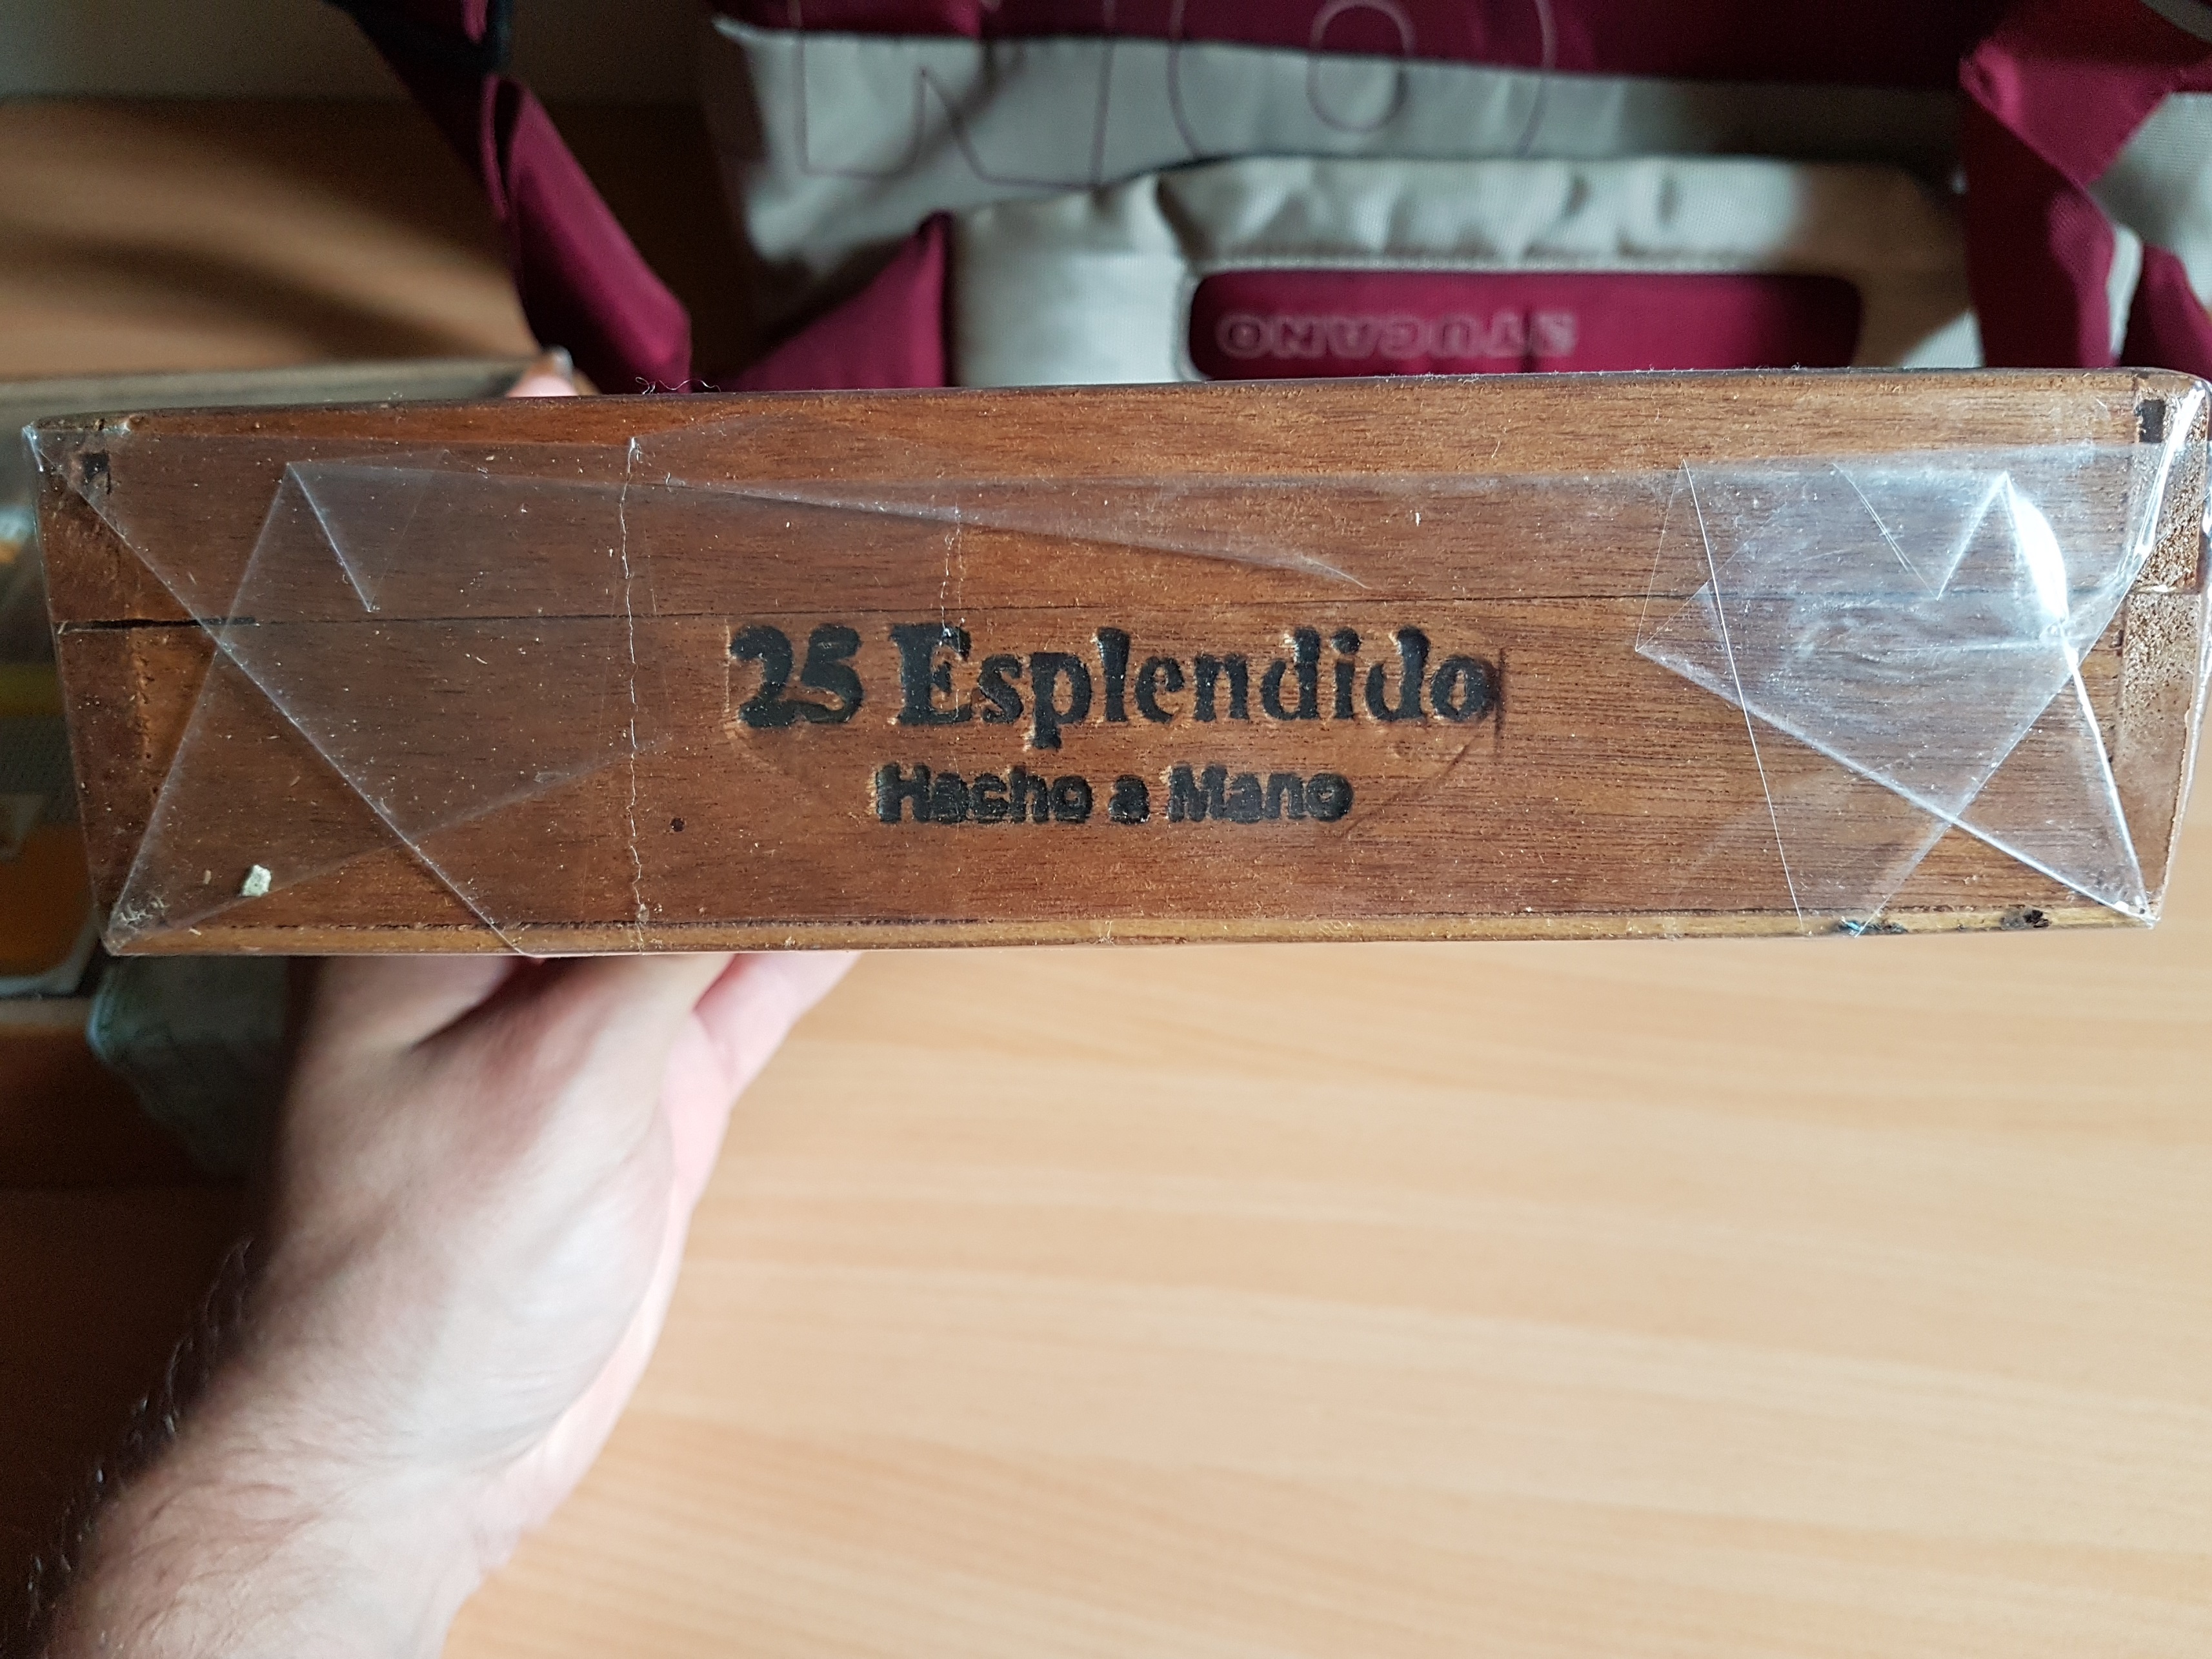 TUCANO
25 Esplendido
Hacho a Mano